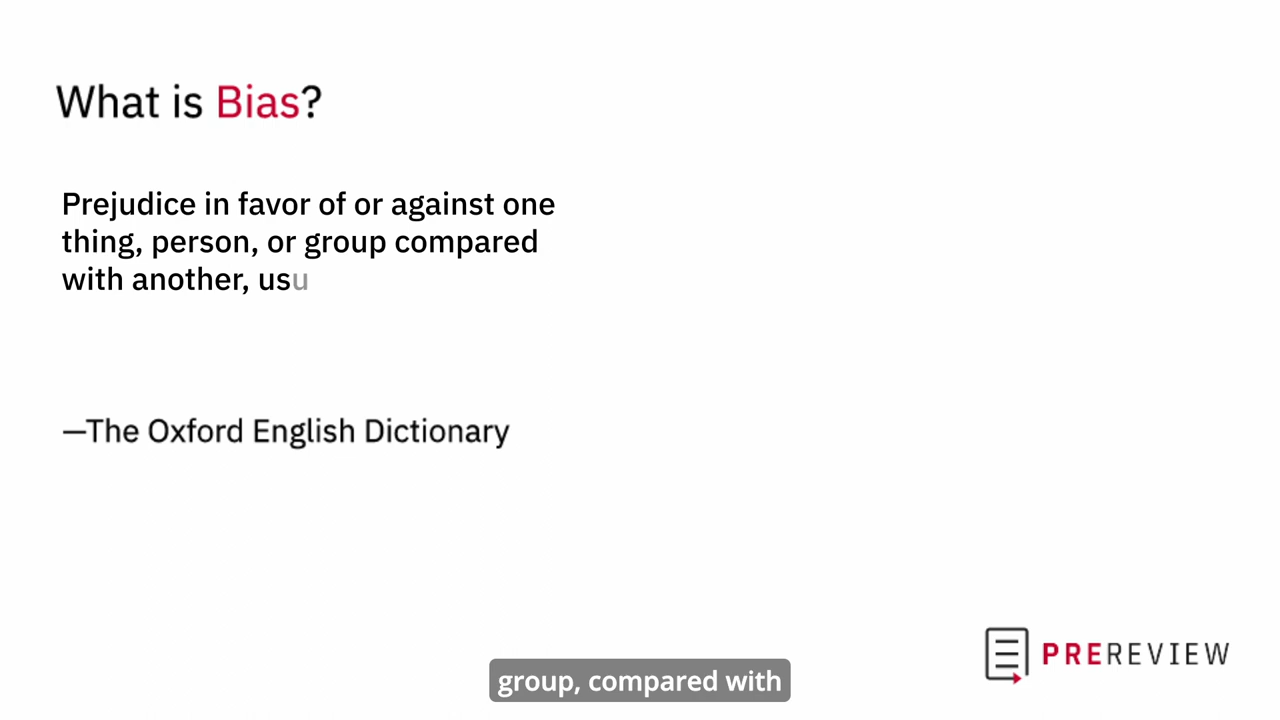 What is Bias?
Prejudice in favor of or against one
thing, person, or group compared
with another, usu
—The Oxford English Dictionary
PREREVIEW
group, compared with